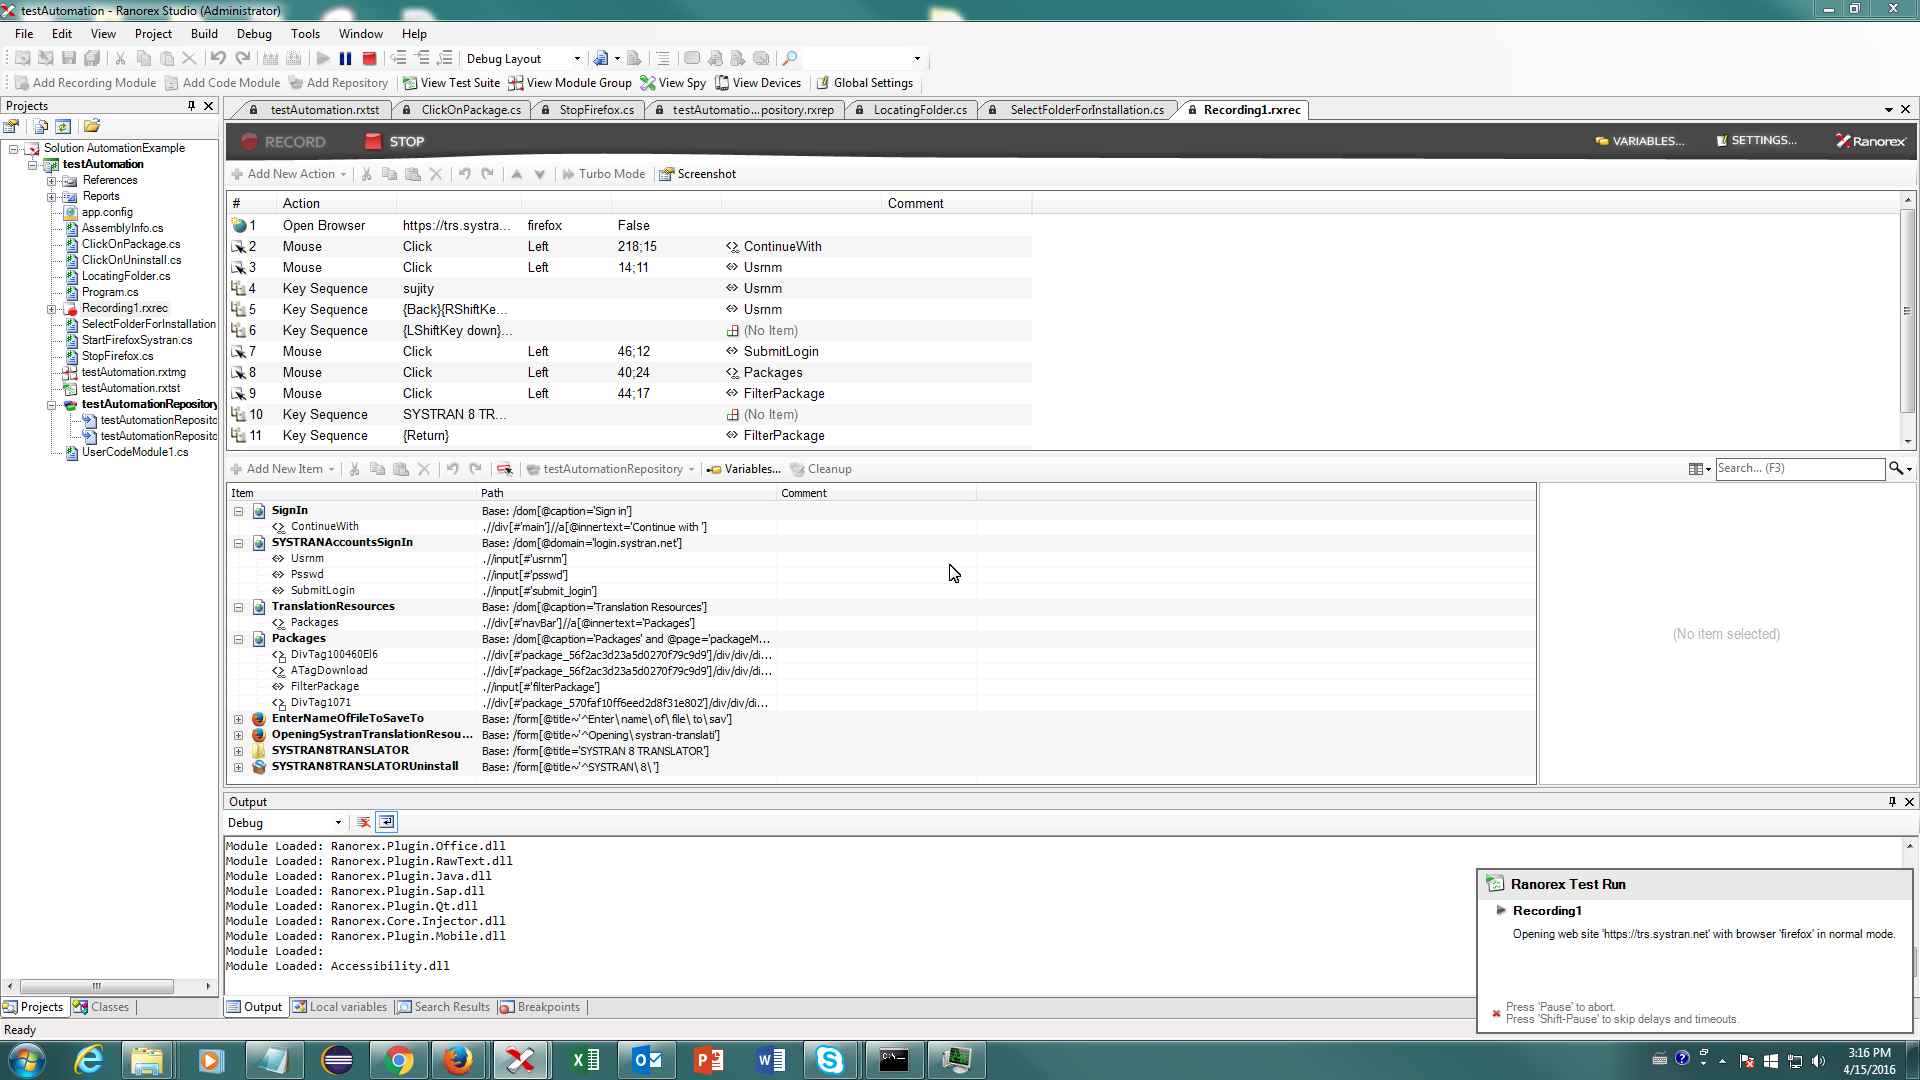 testAutomation - Ranorex Studio (Administrator)
File Edit View Project Build Debug Tools Window Help
Debug Layout
Add Recording Module Add Code Module Add Repository View Test Suite View Module Group View Spy View Devices Global Settings
Projects
testAutomation.rxtst ClickOnPackage.cs StopFirefox.cs testAutomatio...pository.rxrep LocatingFolder.cs SelectFolderForInstallation.cs Recording1.rxrec
Solution AutomationExample
testAutomation
References
Reports
app.config
AssemblyInfo.cs
ClickOnPackage.cs
ClickOnUninstall.cs
LocatingFolder.cs
Program.cs
Recording1.rxrec
SelectFolderForInstallation
StartFirefoxSystran.cs
StopFirefox.cs
testAutomation.rxtmg
testAutomation.rxtst
testAutomationRepository
testAutomationReposito
testAutomationReposito
UserCodeModule1.cs
RECORD STOP VARIABLES... SETTINGS... Ranorex
Add New Action Turbo Mode Screenshot
# Action Comment
1 Open Browser https://trs.systra... firefox False
2 Mouse Click Left 218;15 ContinueWith
3 Mouse Click Left 14;11 Usrnm
4 Key Sequence sujity Usrnm
5 Key Sequence {Back}{RShiftKe... Usrnm
6 Key Sequence {LShiftKey down}... (No Item)
7 Mouse Click Left 46;12 SubmitLogin
8 Mouse Click Left 40;24 Packages
9 Mouse Click Left 44;17 FilterPackage
10 Key Sequence SYSTRAN 8 TR... (No Item)
11 Key Sequence {Return} FilterPackage
Add New Item testAutomationRepository Variables... Cleanup Search... (F3)
Item Path Comment
SignIn Base: /dom[@caption='Sign in']
ContinueWith .//div[#'main']//a[@innertext='Continue with ']
SYSTRANAccountsSignIn Base: /dom[@domain='login.systran.net']
Usrnm .//input[#'usrnm']
Psswd .//input[#'psswd']
SubmitLogin .//input[#'submit_login']
TranslationResources Base: /dom[@caption='Translation Resources']
Packages .//div[#'navBar']//a[@innertext='Packages']
Packages Base: /dom[@caption='Packages' and @page='packageM...
DivTag100460El6 .//div[#'package_56f2ac3d23a5d0270f79c9d9']/div/div/di...
ATagDownload .//div[#'package_56f2ac3d23a5d0270f79c9d9']/div/div/di...
FilterPackage .//input[#'filterPackage']
DivTag1071 .//div[#'package_570faf10ff6eed2d8f31e802']/div/div/di...
EnterNameOfFileToSaveTo Base: /form[@title~'^Enter\ name\ of\ file\ to\ sav']
OpeningSystranTranslationResou... Base: /form[@title~'^Opening\ systran-translati']
SYSTRAN8TRANSLATOR Base: /form[@title='SYSTRAN 8 TRANSLATOR']
SYSTRAN8TRANSLATORUninstall Base: /form[@title~'^SYSTRAN\ 8\ ']
(No item selected)
Output
Debug
Module Loaded: Ranorex.Plugin.Office.dll
Module Loaded: Ranorex.Plugin.RawText.dll
Module Loaded: Ranorex.Plugin.Java.dll
Module Loaded: Ranorex.Plugin.Sap.dll
Module Loaded: Ranorex.Plugin.Qt.dll
Module Loaded: Ranorex.Core.Injector.dll
Module Loaded: Ranorex.Plugin.Mobile.dll
Module Loaded:
Module Loaded: Accessibility.dll
Ranorex Test Run
Recording1
Opening web site 'https://trs.systran.net' with browser 'firefox' in normal mode.
Press 'Pause' to abort.
Press 'Shift-Pause' to skip delays and timeouts.
Projects Classes Output Local variables Search Results Breakpoints
Ready
3:16 PM
4/15/2016